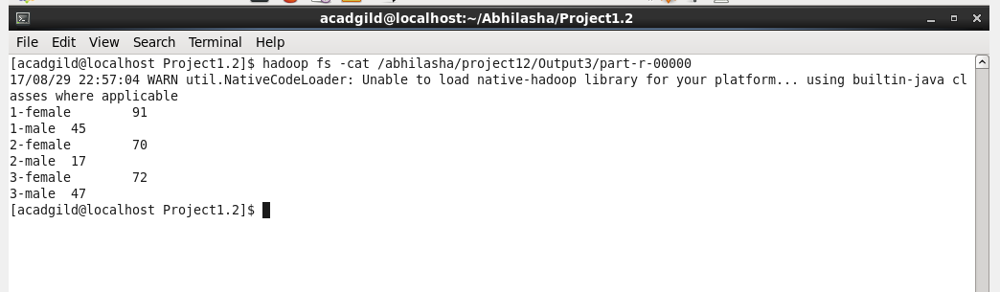 acadgild@localhost:~/Abhilasha/Project1.2
File Edit View Search Terminal Help
[acadgild@localhost Project1.2]$ hadoop fs -cat /abhilasha/project12/Output3/part-r-00000
17/08/29 22:57:04 WARN util.NativeCodeLoader: Unable to load native-hadoop library for your platform... using builtin-java cl
asses where applicable
1-female        91
1-male  45
2-female        70
2-male  17
3-female        72
3-male  47
[acadgild@localhost Project1.2]$